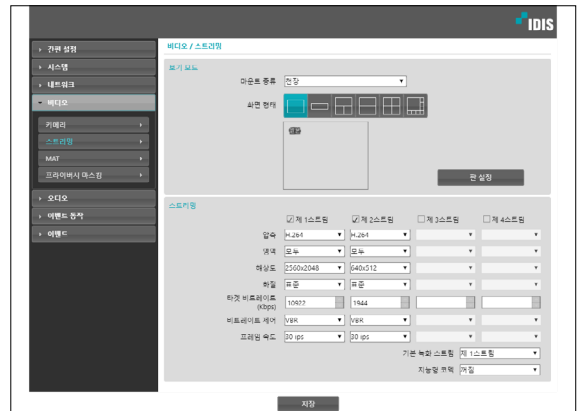 IDIS
간편 설정
시스템
네트워크
비디오
카메라
스트리밍
MAT
프라이버시 마스킹
오디오
이벤트 동작
이벤트
비디오 / 스트리밍
보기 모드
마운트 종류 천장
화면 형태
원본
뷰 설정
스트리밍
제 1스트림 제 2스트림 제 3스트림 제 4스트림
압축 H.264 H.264
영역 모두 모두
해상도 2560x2048 640x512
화질 표준 표준
타겟 비트레이트 (Kbps) 10922 1944
비트레이트 제어 VBR VBR
프레임 속도 30 ips 30 ips
기본 녹화 스트림 제 1스트림
지능형 코덱 꺼짐
저장